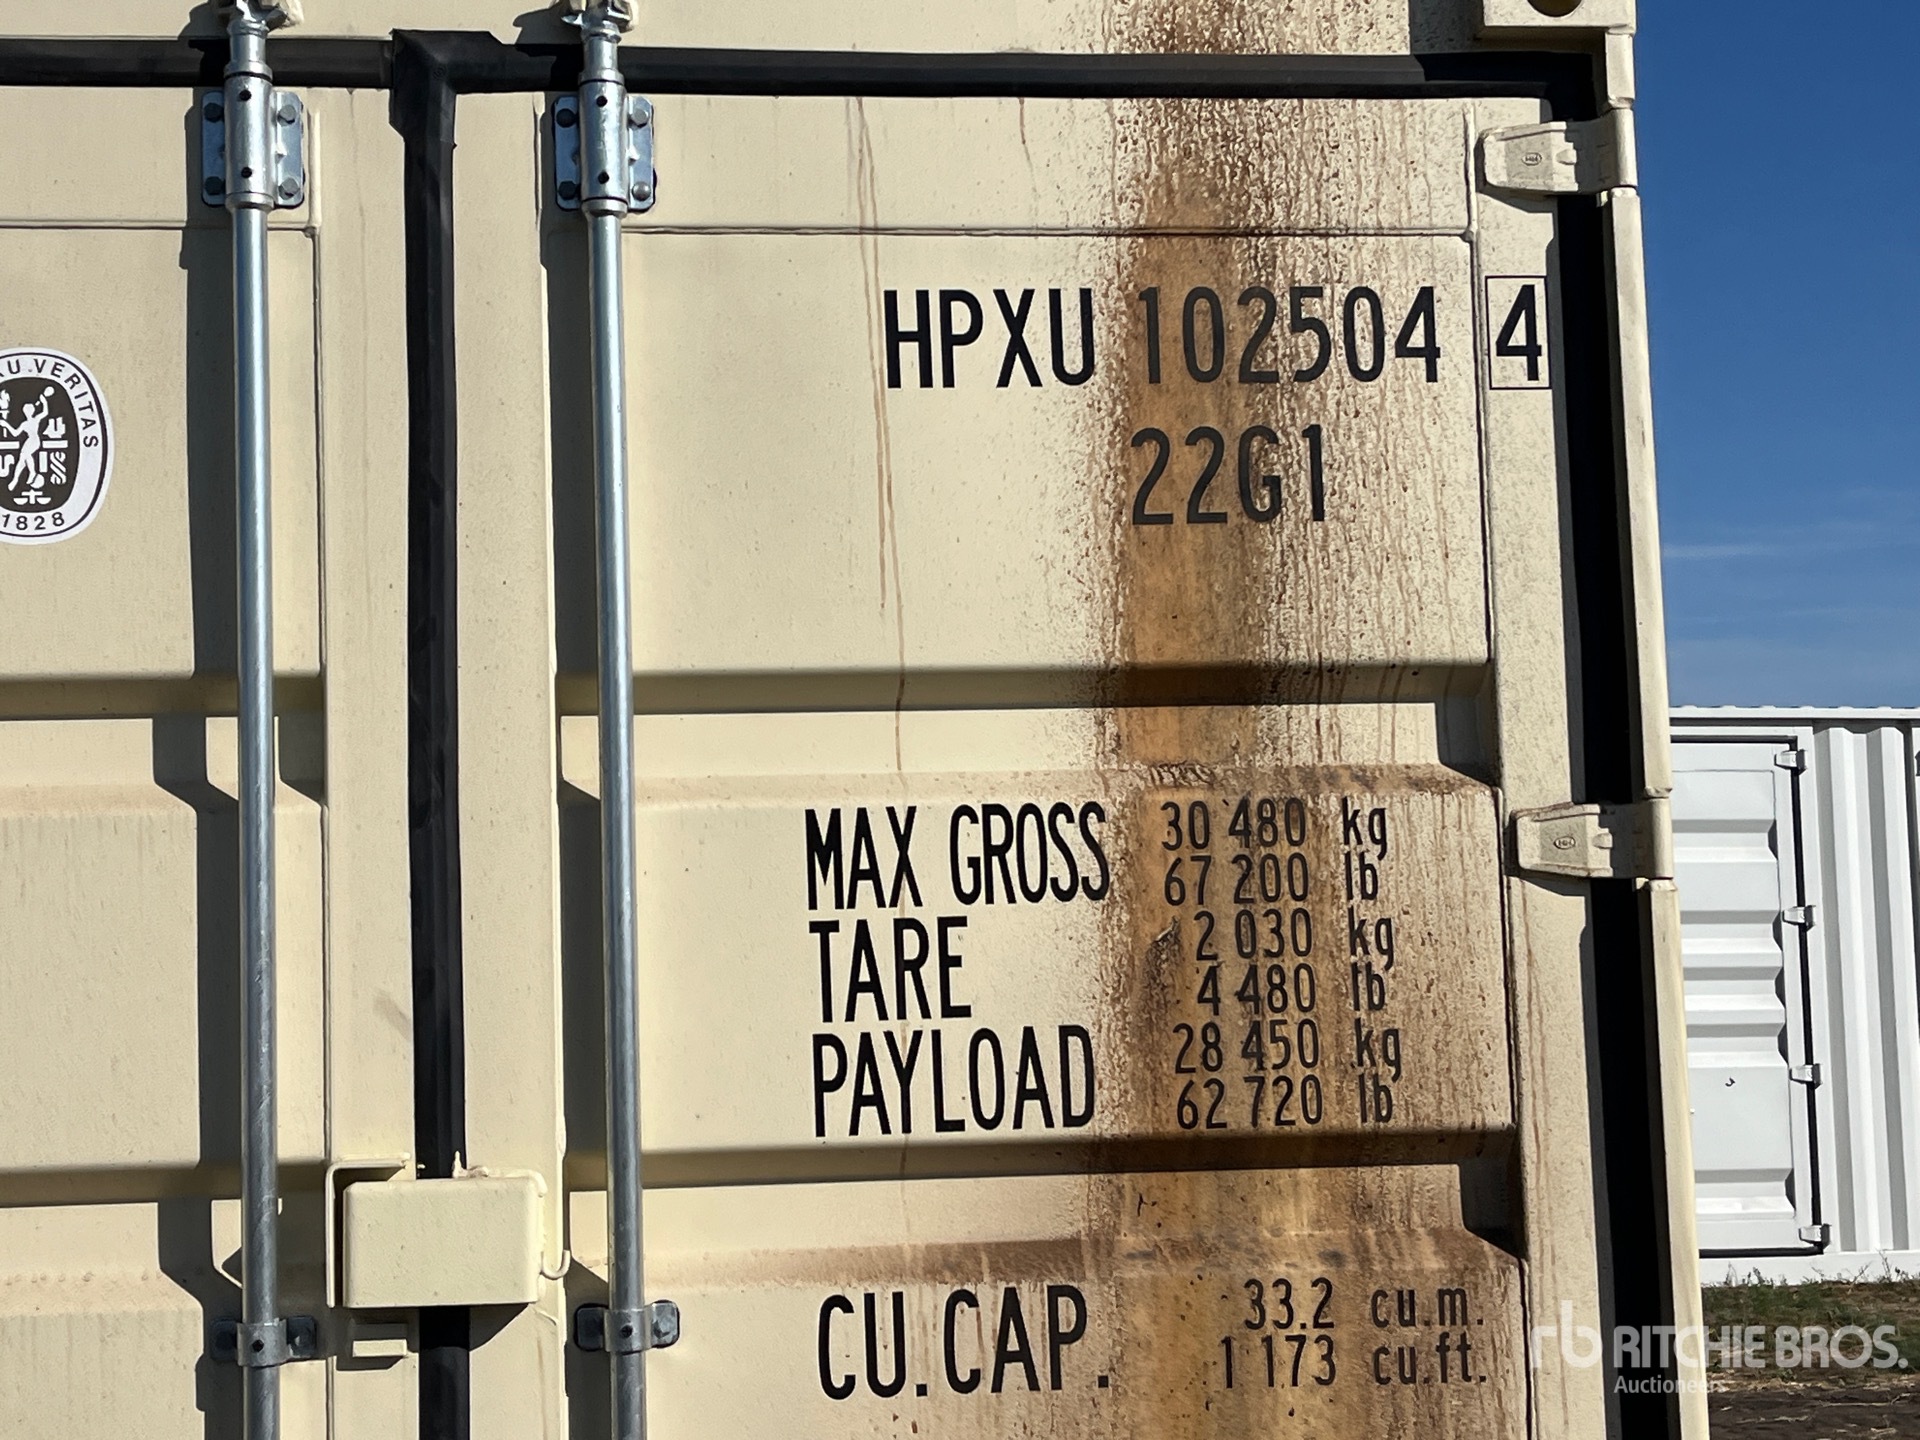 HPXU 102504 4
22G1
U.VERITAS
1828
MAX GROSS 30 480 kg
67 200 lb
TARE 2 030 kg
4 480 lb
PAYLOAD 28 450 kg
62 720 lb
CU.CAP. 33.2 cu.m.
1 173 cu.ft.
rb RITCHIE BROS.
Auctioneers